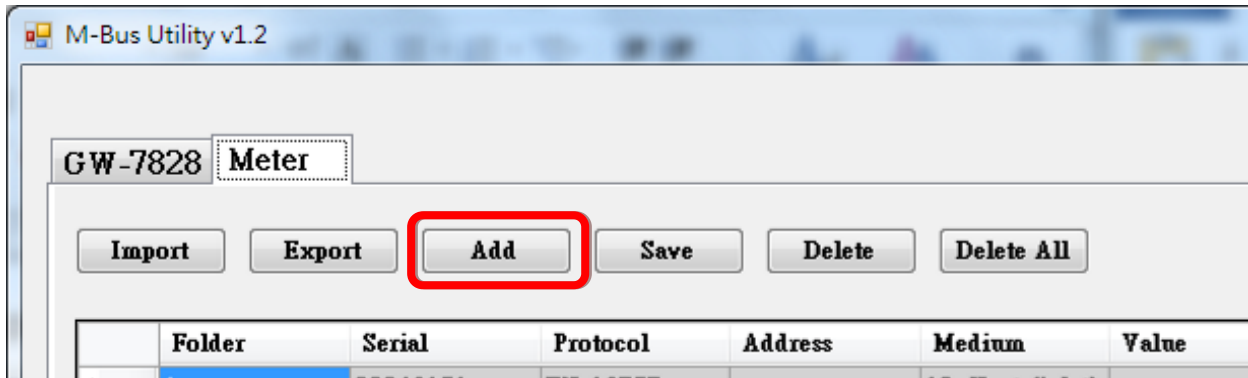 M-Bus Utility v1.2
GW-7828 Meter
Import Export Add Save Delete Delete All
Folder Serial Protocol Address Medium Value